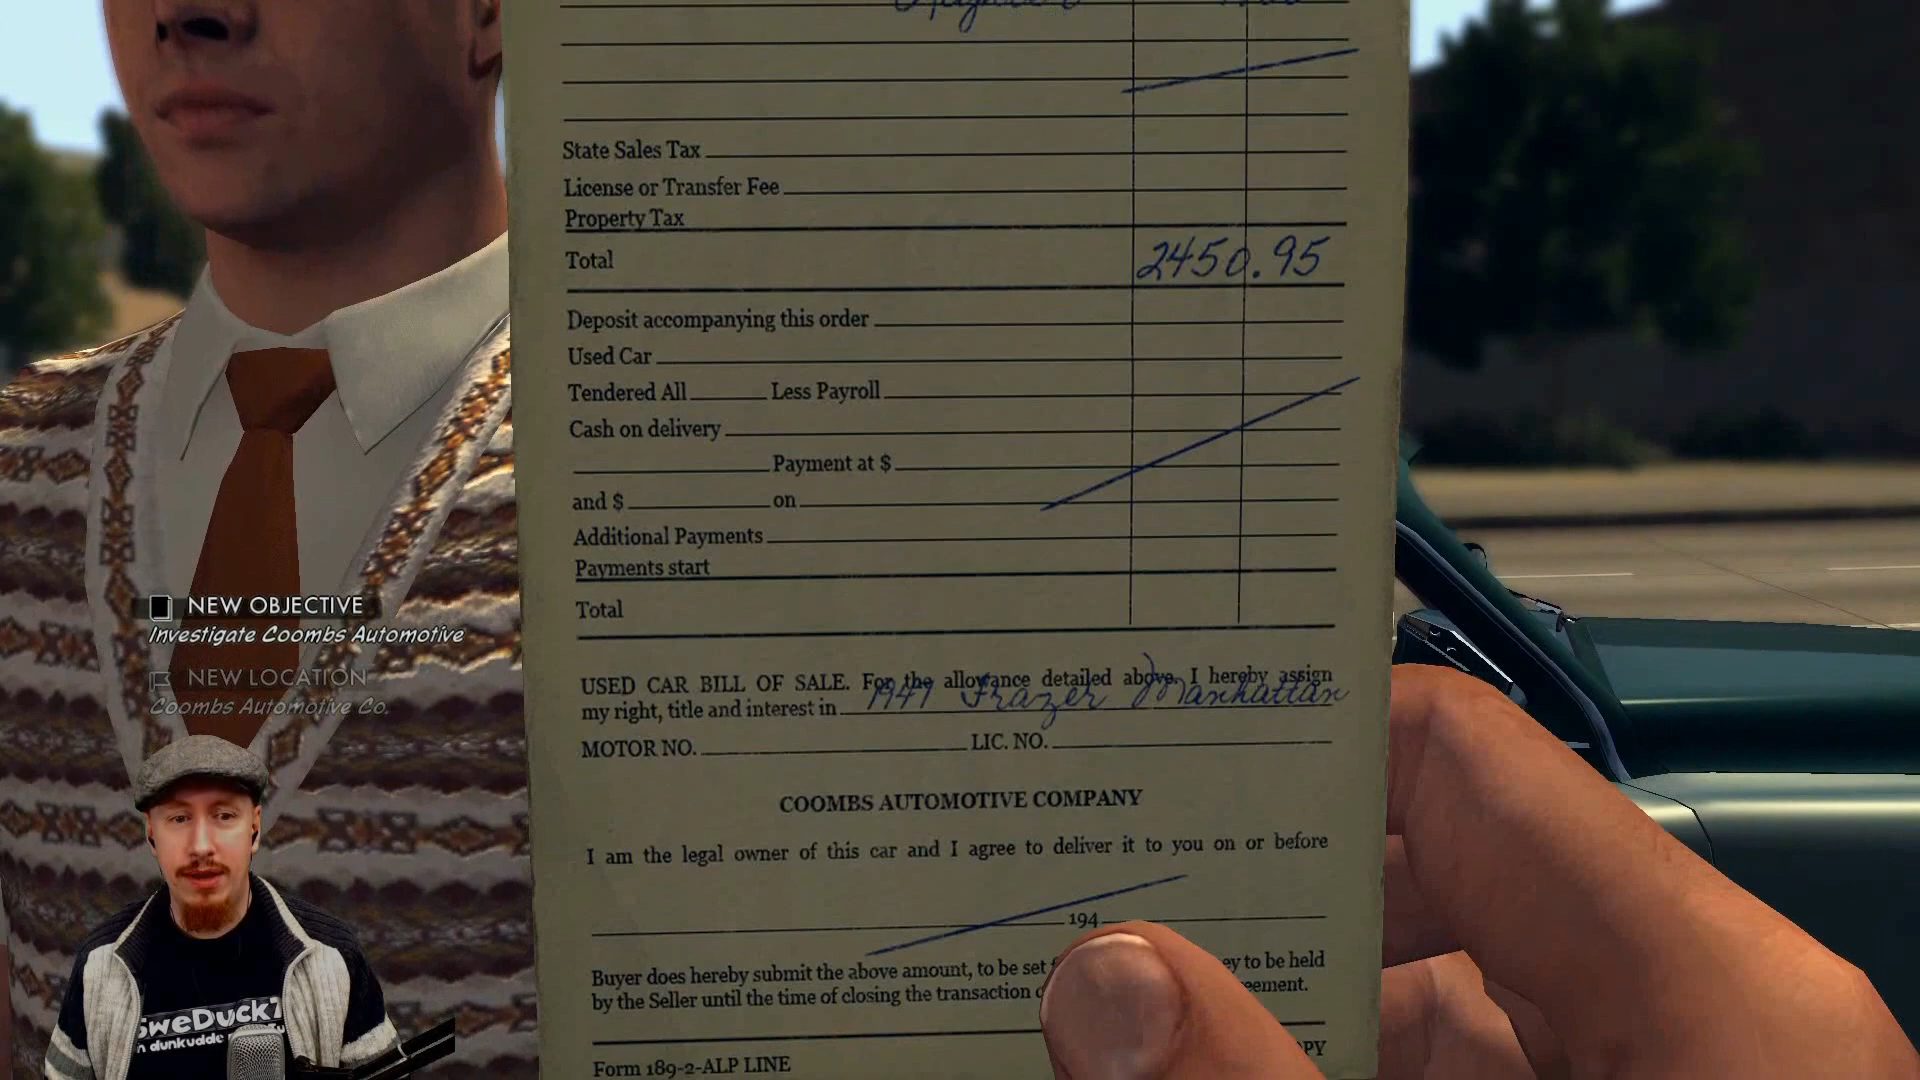 State Sales Tax
License or Transfer Fee
Property Tax
Total 2450.95
Deposit accompanying this order
Used Car
Tendered All Less Payroll
Cash on delivery
Payment at $
and $ on
Additional Payments
Payments start
Total
USED CAR BILL OF SALE. For the allowance detailed above, I hereby assign
my right, title and interest in 1947 Frazer Manhattan
MOTOR NO. LIC. NO.
COOMBS AUTOMOTIVE COMPANY
I am the legal owner of this car and I agree to deliver it to you on or before
194
Buyer does hereby submit the above amount, to be set to be held
by the Seller until the time of closing the transaction
Form 189-2-ALP LINE
NEW OBJECTIVE
Investigate Coombs Automotive
NEW LOCATION
Coombs Automotive Co.
SweDuck
dunkudde